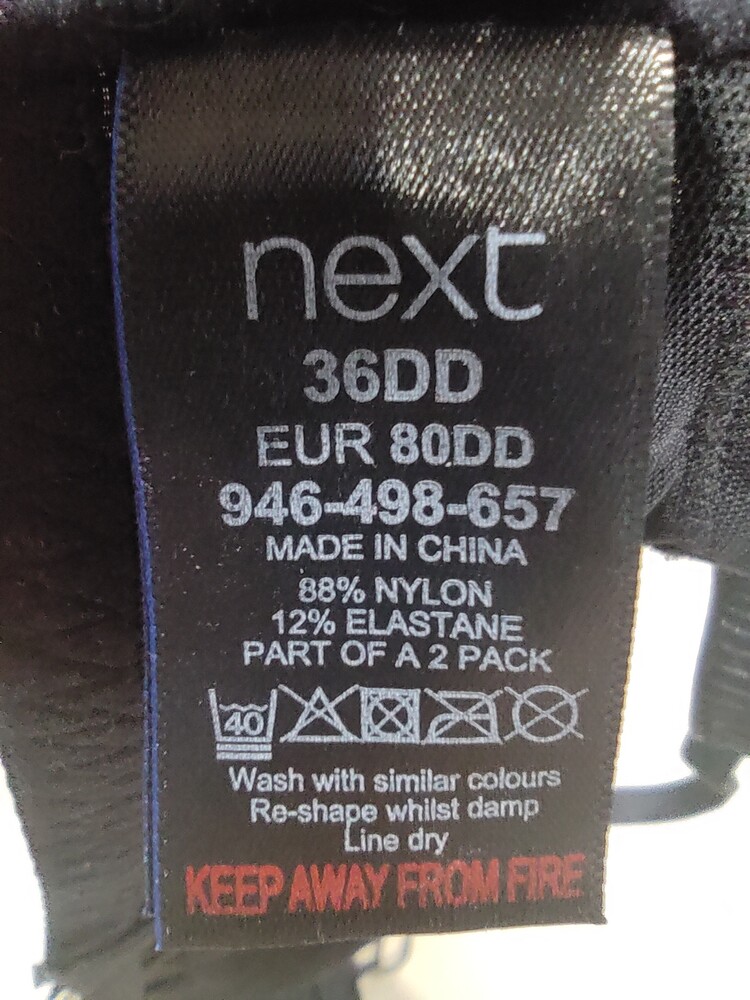 next
36DD
EUR 80DD
946-498-657
MADE IN CHINA
88% NYLON
12% ELASTANE
PART OF A 2 PACK
40
Wash with similar colours
Re-shape whilst damp
Line dry
KEEP AWAY FROM FIRE